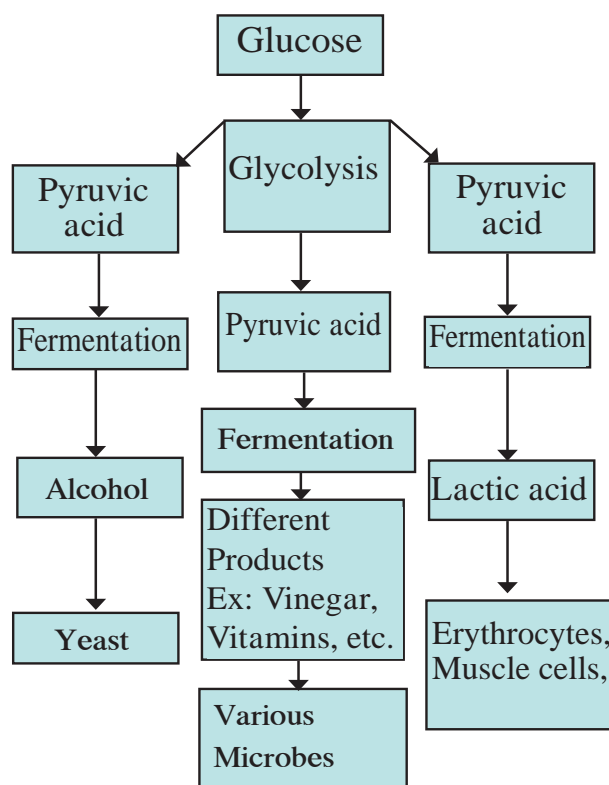 Glucose
Glycolysis
Pyruvic
acid
Fermentation
Alcohol
Yeast
Pyruvic acid
Fermentation
Different
Products
Ex: Vinegar,
Vitamins, etc.
Various
Microbes
Pyruvic
acid
Fermentation
Lactic acid
Erythrocytes,
Muscle cells,